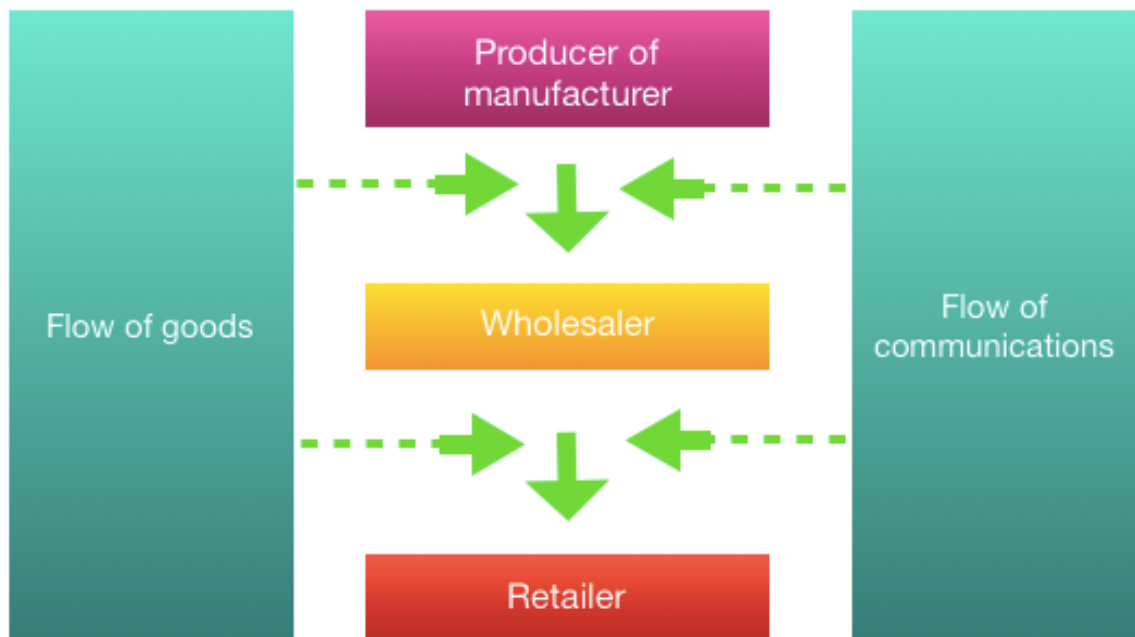 Producer of
manufacturer
Flow of goods
Wholesaler
Flow of
communications
Retailer